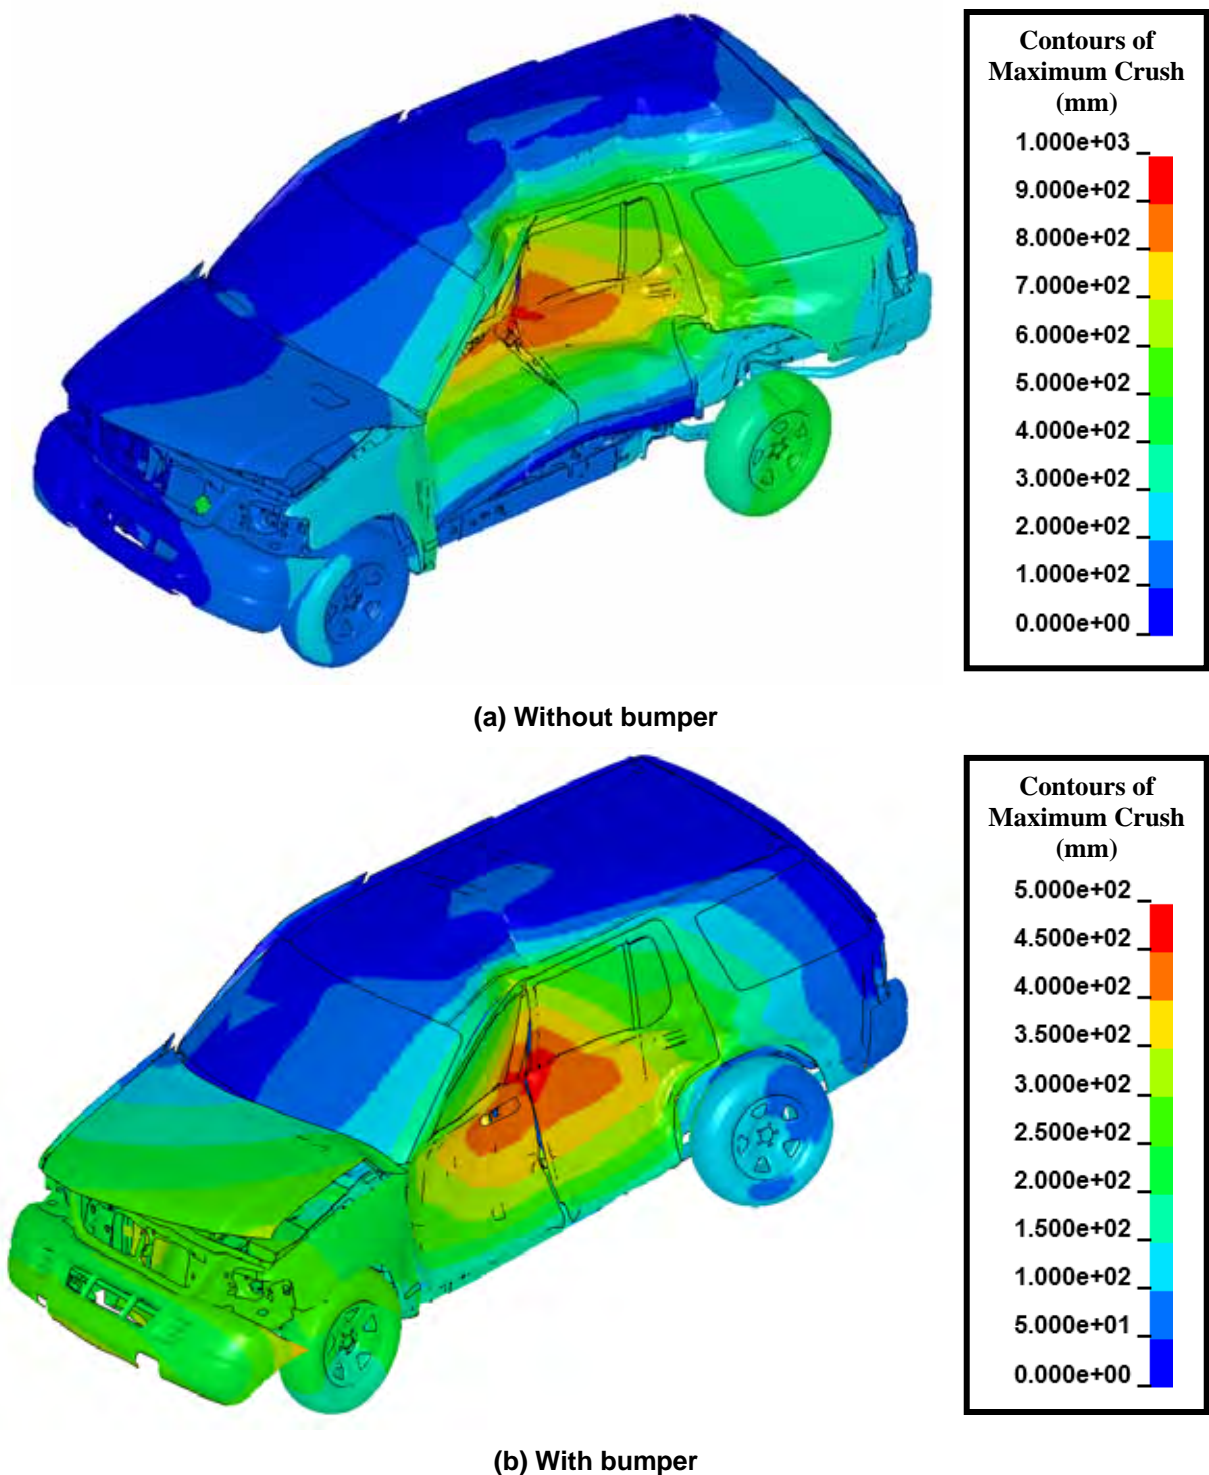 Contours of
Maximum Crush
(mm)
1.000e+03
9.000e+02
8.000e+02
7.000e+02
6.000e+02
5.000e+02
4.000e+02
3.000e+02
2.000e+02
1.000e+02
0.000e+00
(a) Without bumper
Contours of
Maximum Crush
(mm)
5.000e+02
4.500e+02
4.000e+02
3.500e+02
3.000e+02
2.500e+02
2.000e+02
1.500e+02
1.000e+02
5.000e+01
0.000e+00
(b) With bumper